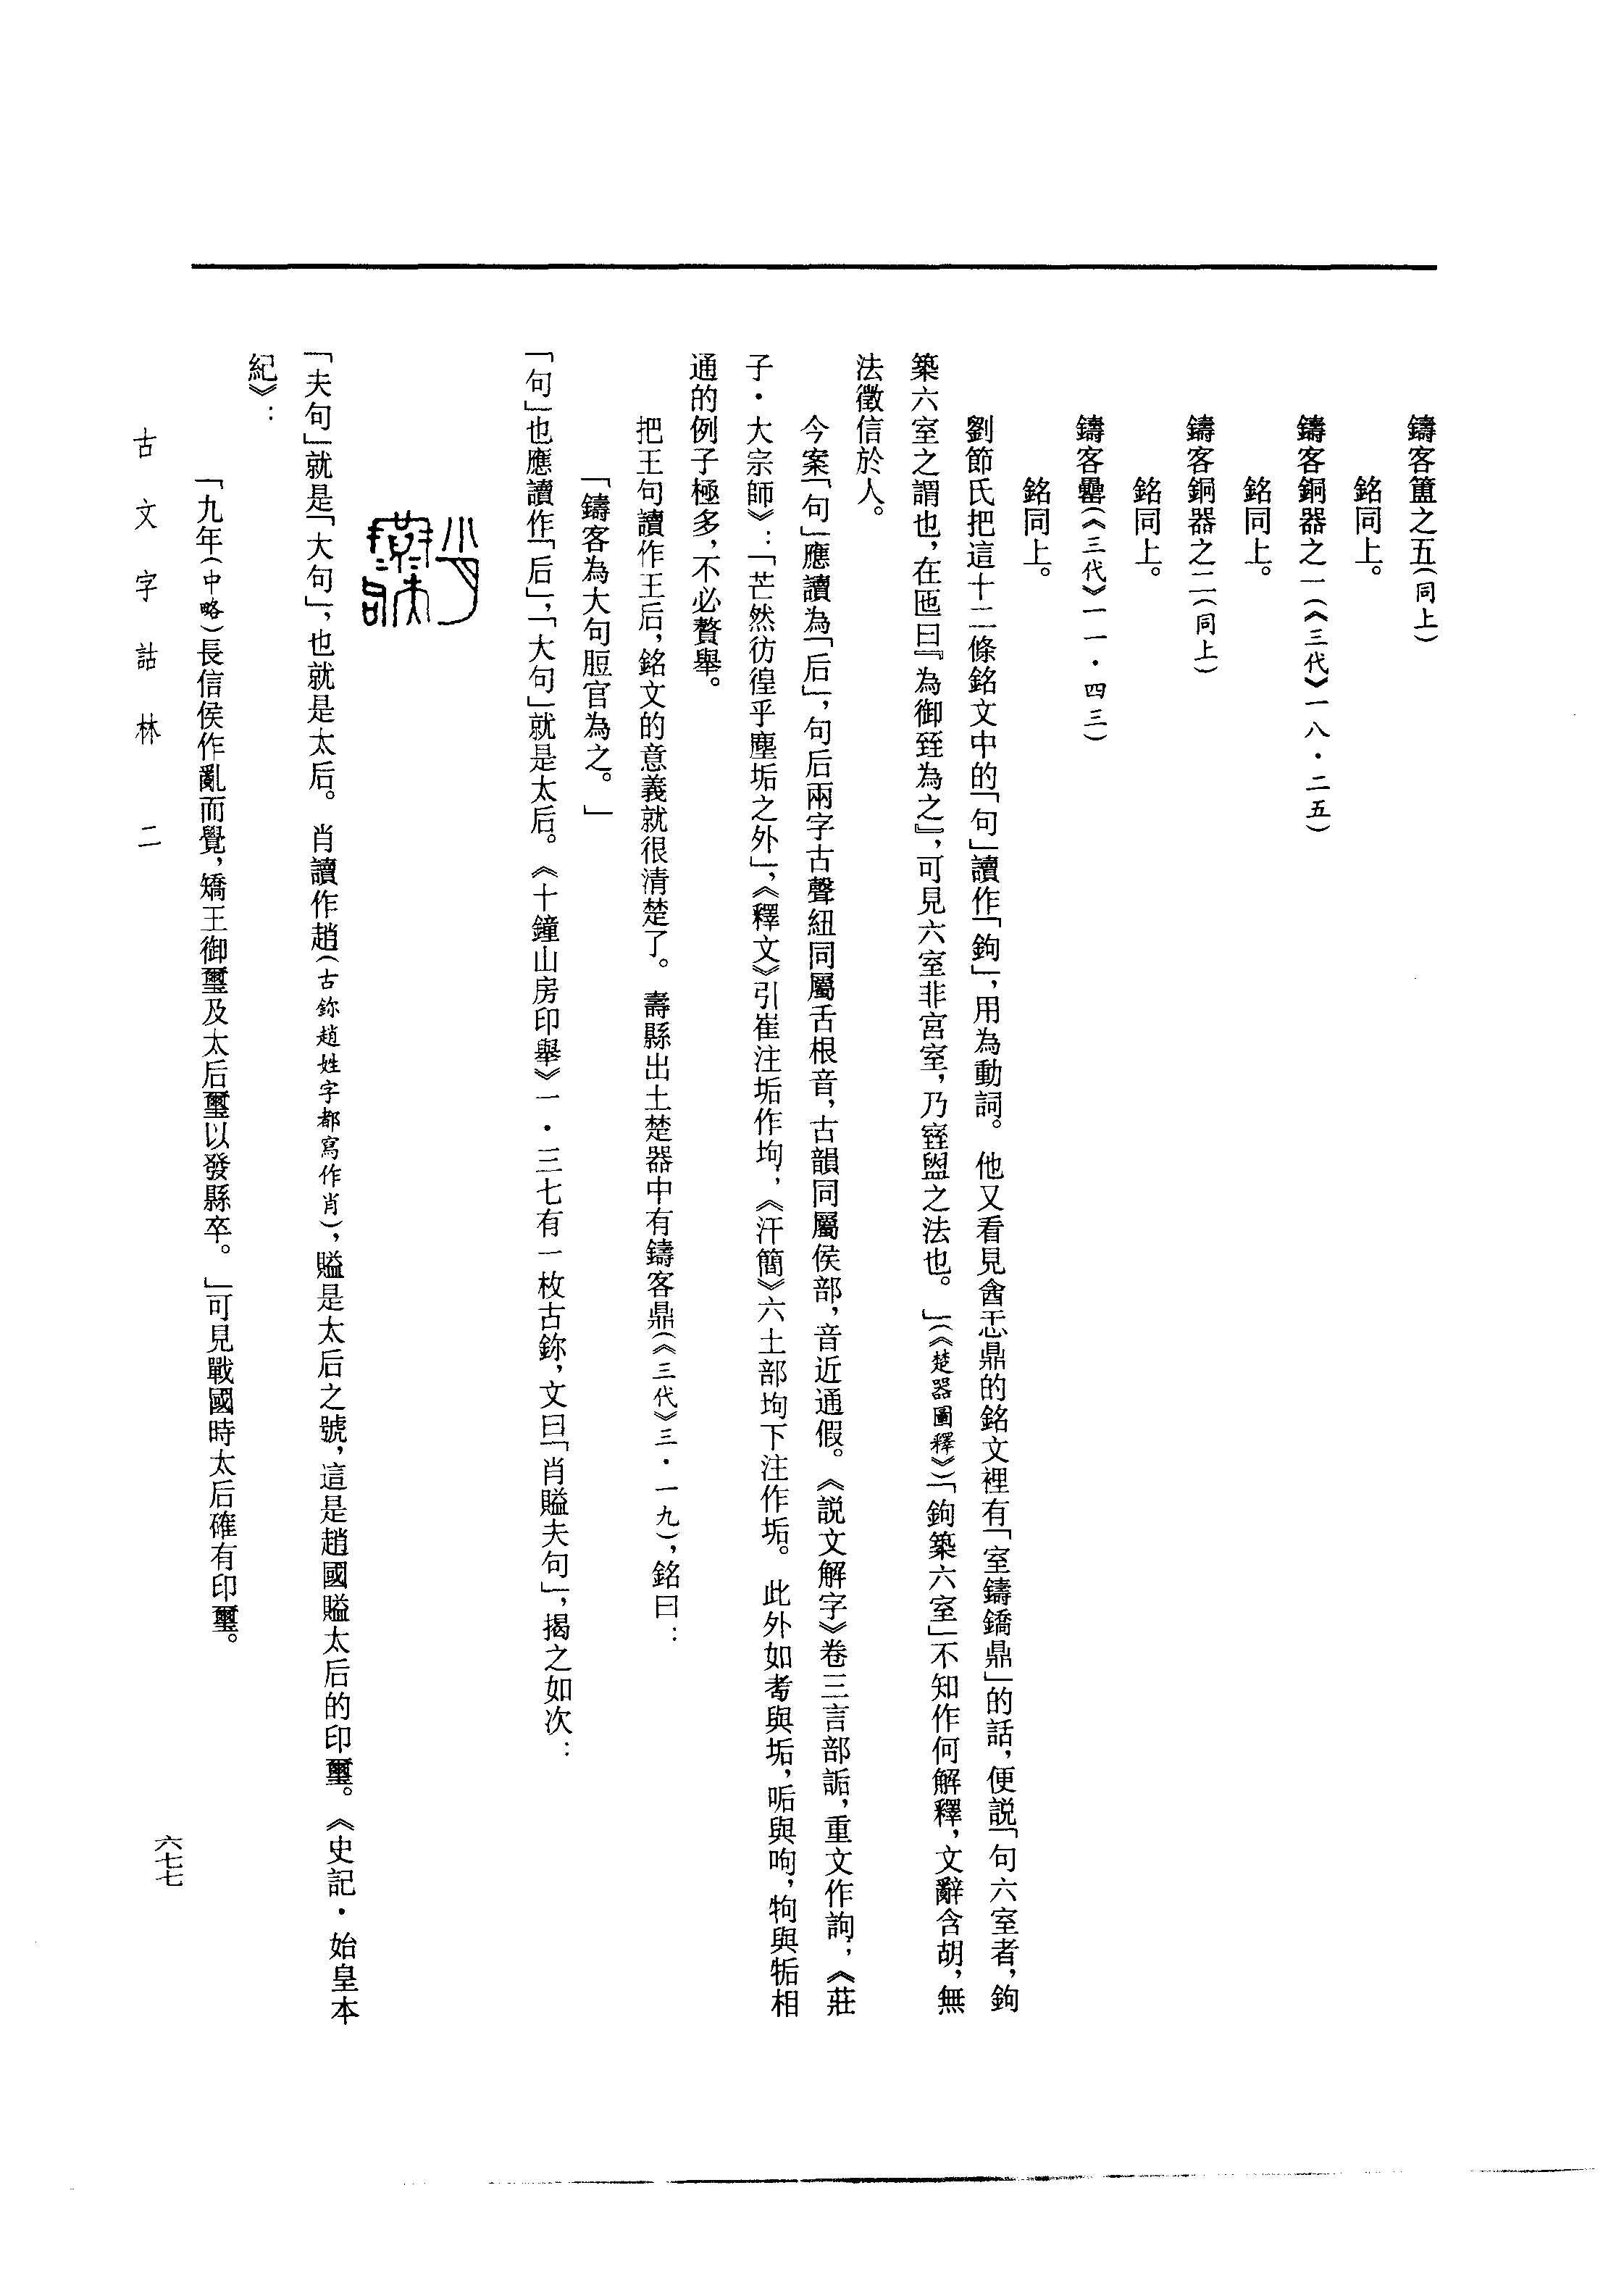 鑄客簠之五（同上）
銘同上。
鑄客銅器之一（《三代》一八·二五）
銘同上。
鑄客銅器之二（同上）
銘同上。
鑄客罍（《三代》一一·四三）
銘同上。
劉節氏把這十二條銘文中的「句」讀作「鉤」，用為動詞。他又看見酓忎鼎的銘文裡有「室鑄鐈鼎」的話，便説「句六室者，鉤
築六室之謂也，在匜曰『為御臸為之』，可見六室非宮室，乃窒盟之法也。」（《楚器圖釋》）「鉤築六室」不知作何解釋，文辭含胡，無
法徵信於人。
今案「句」應讀為「后」，句后兩字古聲紐同屬舌根音，古韻同屬侯部，音近通假。《説文解字》卷三言部詬，重文作訽；《莊
子·大宗師》：「芒然彷徨乎塵垢之外」，《釋文》引崔注垢作坸，《汗簡》六土部坸下注作垢。此外如耇與垢，呴與咰，物與牾相
通的例子極多，不必贅舉。
把王句讀作王后，銘文的意義就很清楚了。壽縣出土楚器中有鑄客鼎（《三代》三·一九），銘曰：
「鑄客為大句脰官為之。」
「句」也應讀作「后」，「大句」就是太后。《十鐘山房印舉》一·三七有一枚古鉨，文曰「肖賹夫句」，揭之如次：
「夫句」就是「大句」，也就是太后。肖讀作趙（古鉨趙姓字都寫作肖），賹是太后之號，這是趙國賹太后的印璽。《史記·始皇本
紀》：
「九年（中略）長信侯作亂而覺，矯王御璽及太后璽以發縣卒。」可見戰國時太后確有印璽。
古文字詁林 二
六七七